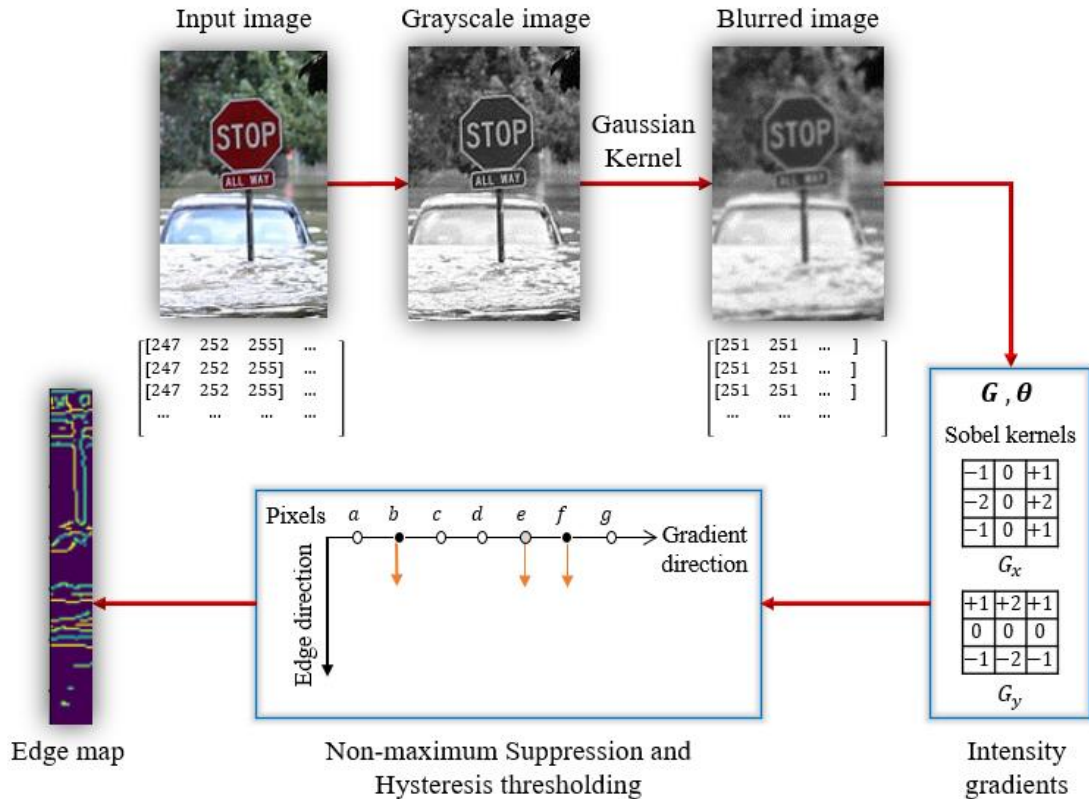 Input image
Grayscale image
Blurred image
STOP
ALL WAY
STOP
ALL WAY
Gaussian
Kernel
STOP
ALL WAY
[247 252 255] ...
[247 252 255] ...
[247 252 255] ...
... ... ...
[251 251 ... ]
[251 251 ... ]
[251 251 ... ]
... ... ...
G , θ
Sobel kernels
−1 0 +1
−2 0 +2
−1 0 +1
Gx
+1 +2 +1
0 0 0
−1 −2 −1
Gy
Pixels a b c d e f g
Gradient
direction
Edge direction
Edge map
Non-maximum Suppression and
Hysteresis thresholding
Intensity
gradients